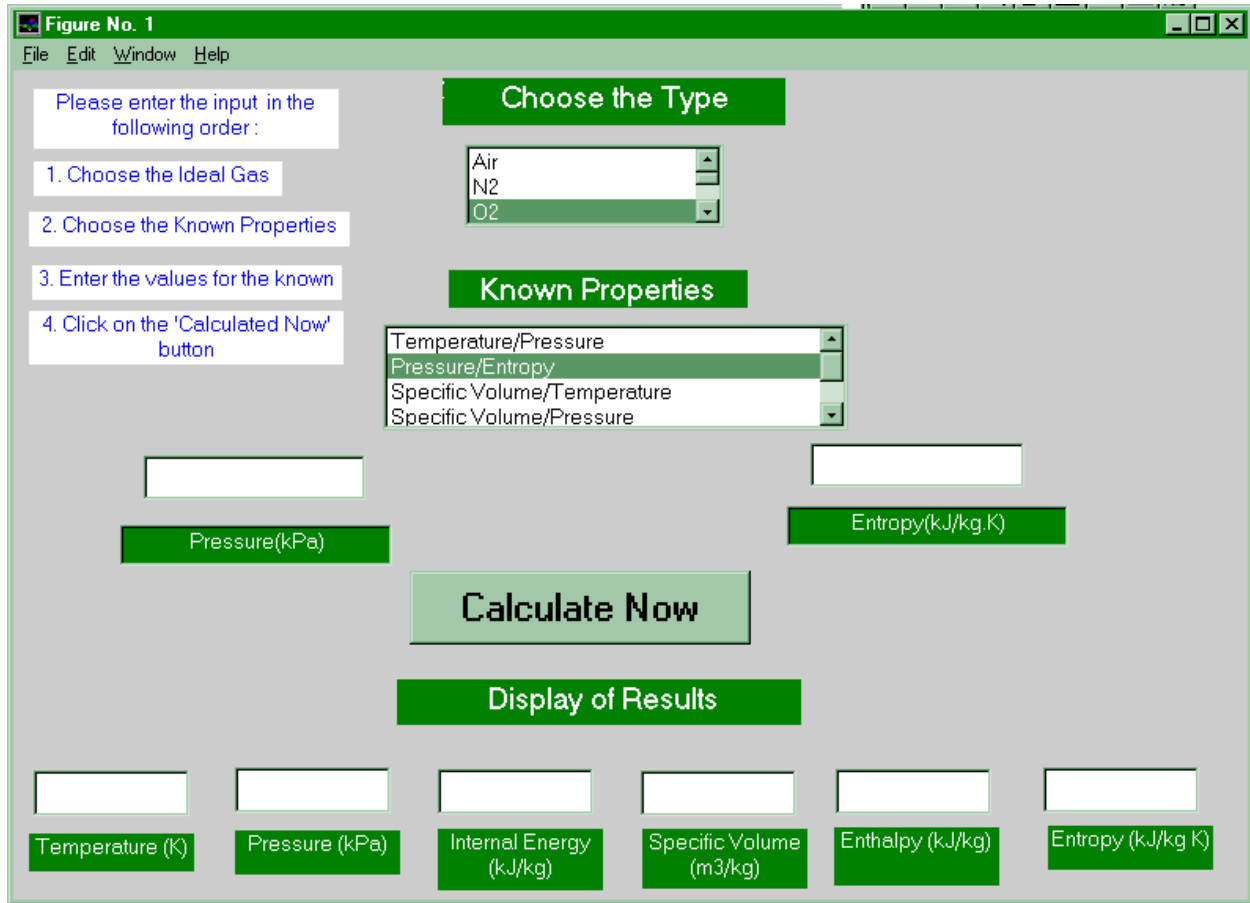 Figure No. 1
File Edit Window Help
Please enter the input in the
following order :
1. Choose the Ideal Gas
2. Choose the Known Properties
3. Enter the values for the known
4. Click on the 'Calculated Now'
button
Choose the Type
Air
N2
O2
Known Properties
Temperature/Pressure
Pressure/Entropy
Specific Volume/Temperature
Specific Volume/Pressure
Pressure(kPa)
Entropy(kJ/kg.K)
Calculate Now
Display of Results
Temperature (K)
Pressure (kPa)
Internal Energy
(kJ/kg)
Specific Volume
(m3/kg)
Enthalpy (kJ/kg)
Entropy (kJ/kg K)